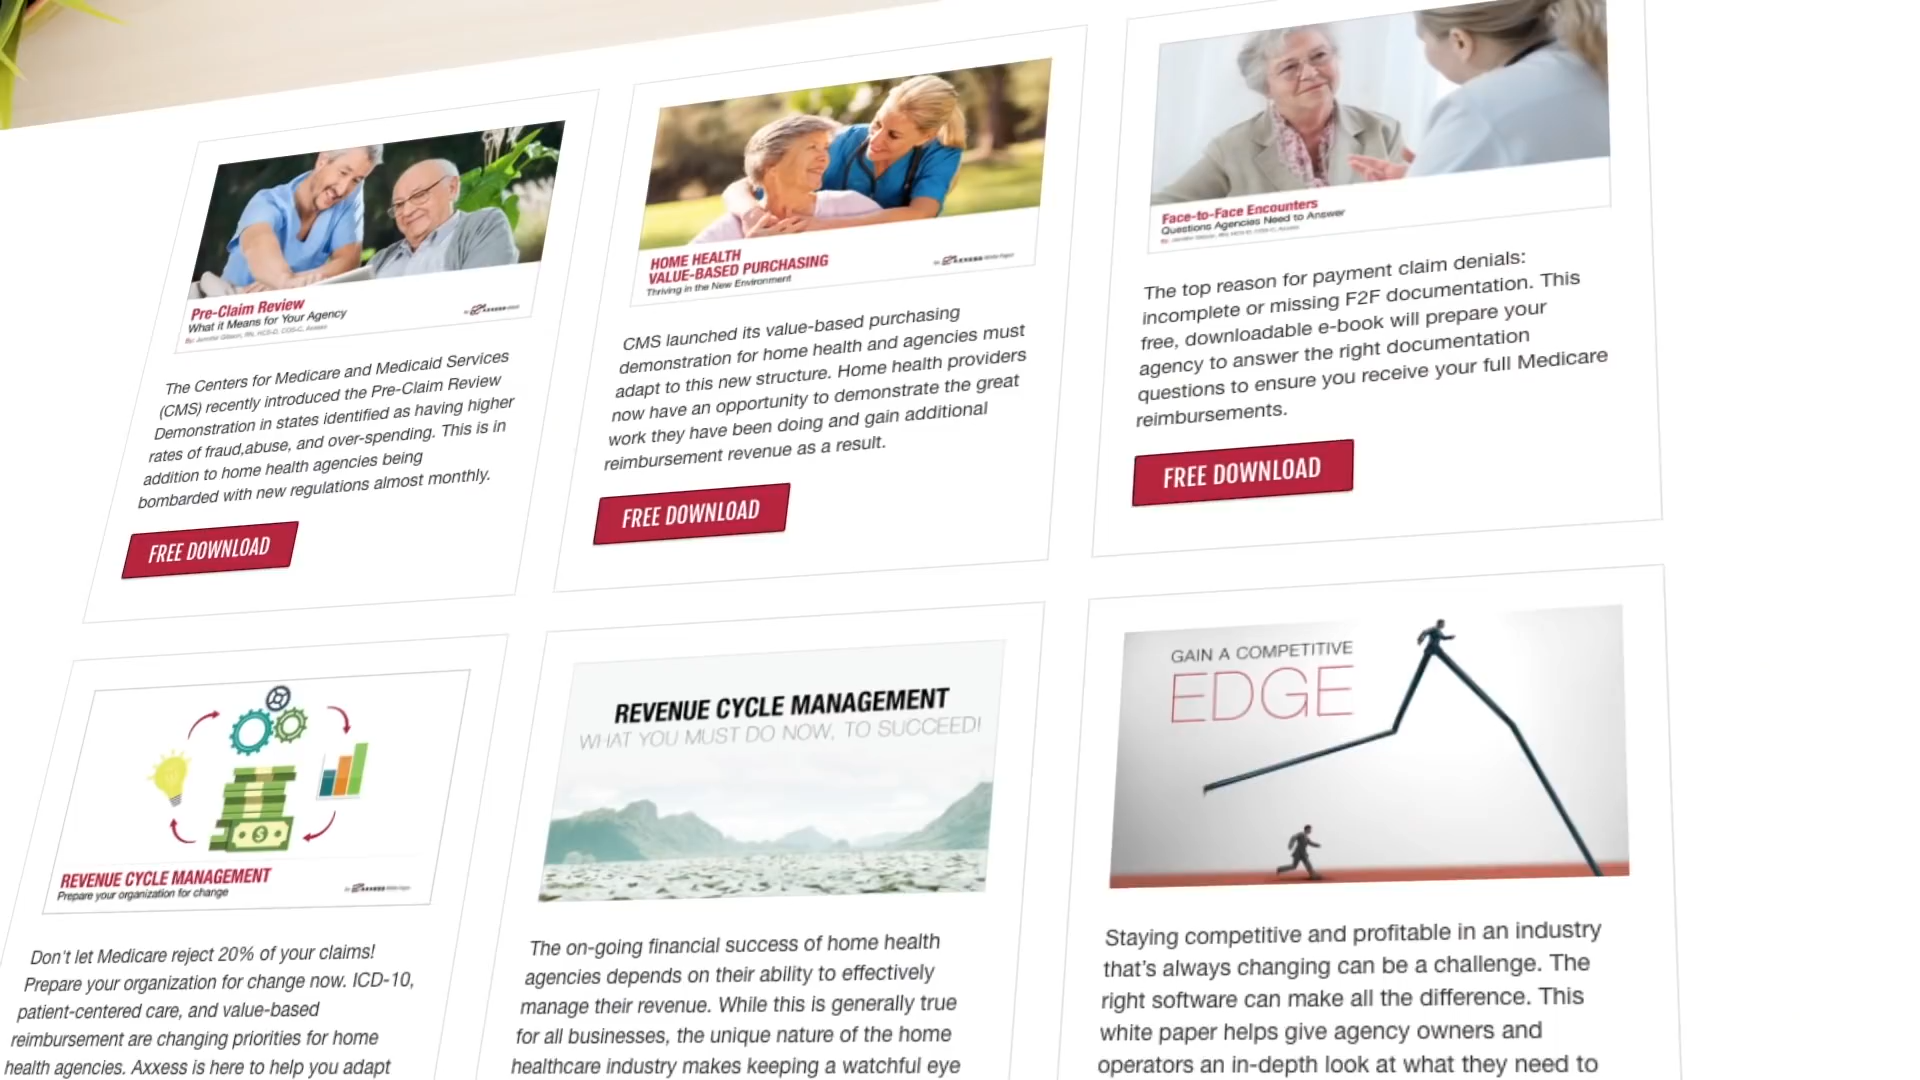 Pre-Claim Review
What it Means for Your Agency
By: Jennifer Gibson, RN, HCS-D, COS-C, Axxess
AXXESS
The Centers for Medicare and Medicaid Services
(CMS) recently introduced the Pre-Claim Review
Demonstration in states identified as having higher
rates of fraud,abuse, and over-spending. This is in
addition to home health agencies being
bombarded with new regulations almost monthly.
FREE DOWNLOAD
HOME HEALTH
VALUE-BASED PURCHASING
Thriving in the New Environment
AXXESS White Paper
CMS launched its value-based purchasing
demonstration for home health and agencies must
adapt to this new structure. Home health providers
now have an opportunity to demonstrate the great
work they have been doing and gain additional
reimbursement revenue as a result.
FREE DOWNLOAD
Face-to-Face Encounters
Questions Agencies Need to Answer
The top reason for payment claim denials:
incomplete or missing F2F documentation. This
free, downloadable e-book will prepare your
agency to answer the right documentation
questions to ensure you receive your full Medicare
reimbursements.
FREE DOWNLOAD
REVENUE CYCLE MANAGEMENT
Prepare your organization for change
AXXESS White Paper
Don't let Medicare reject 20% of your claims!
Prepare your organization for change now. ICD-10,
patient-centered care, and value-based
reimbursement are changing priorities for home
health agencies. Axxess is here to help you adapt
REVENUE CYCLE MANAGEMENT
WHAT YOU MUST DO NOW, TO SUCCEED!
The on-going financial success of home health
agencies depends on their ability to effectively
manage their revenue. While this is generally true
for all businesses, the unique nature of the home
healthcare industry makes keeping a watchful eye
GAIN A COMPETITIVE
EDGE
Staying competitive and profitable in an industry
that's always changing can be a challenge. The
right software can make all the difference. This
white paper helps give agency owners and
operators an in-depth look at what they need to